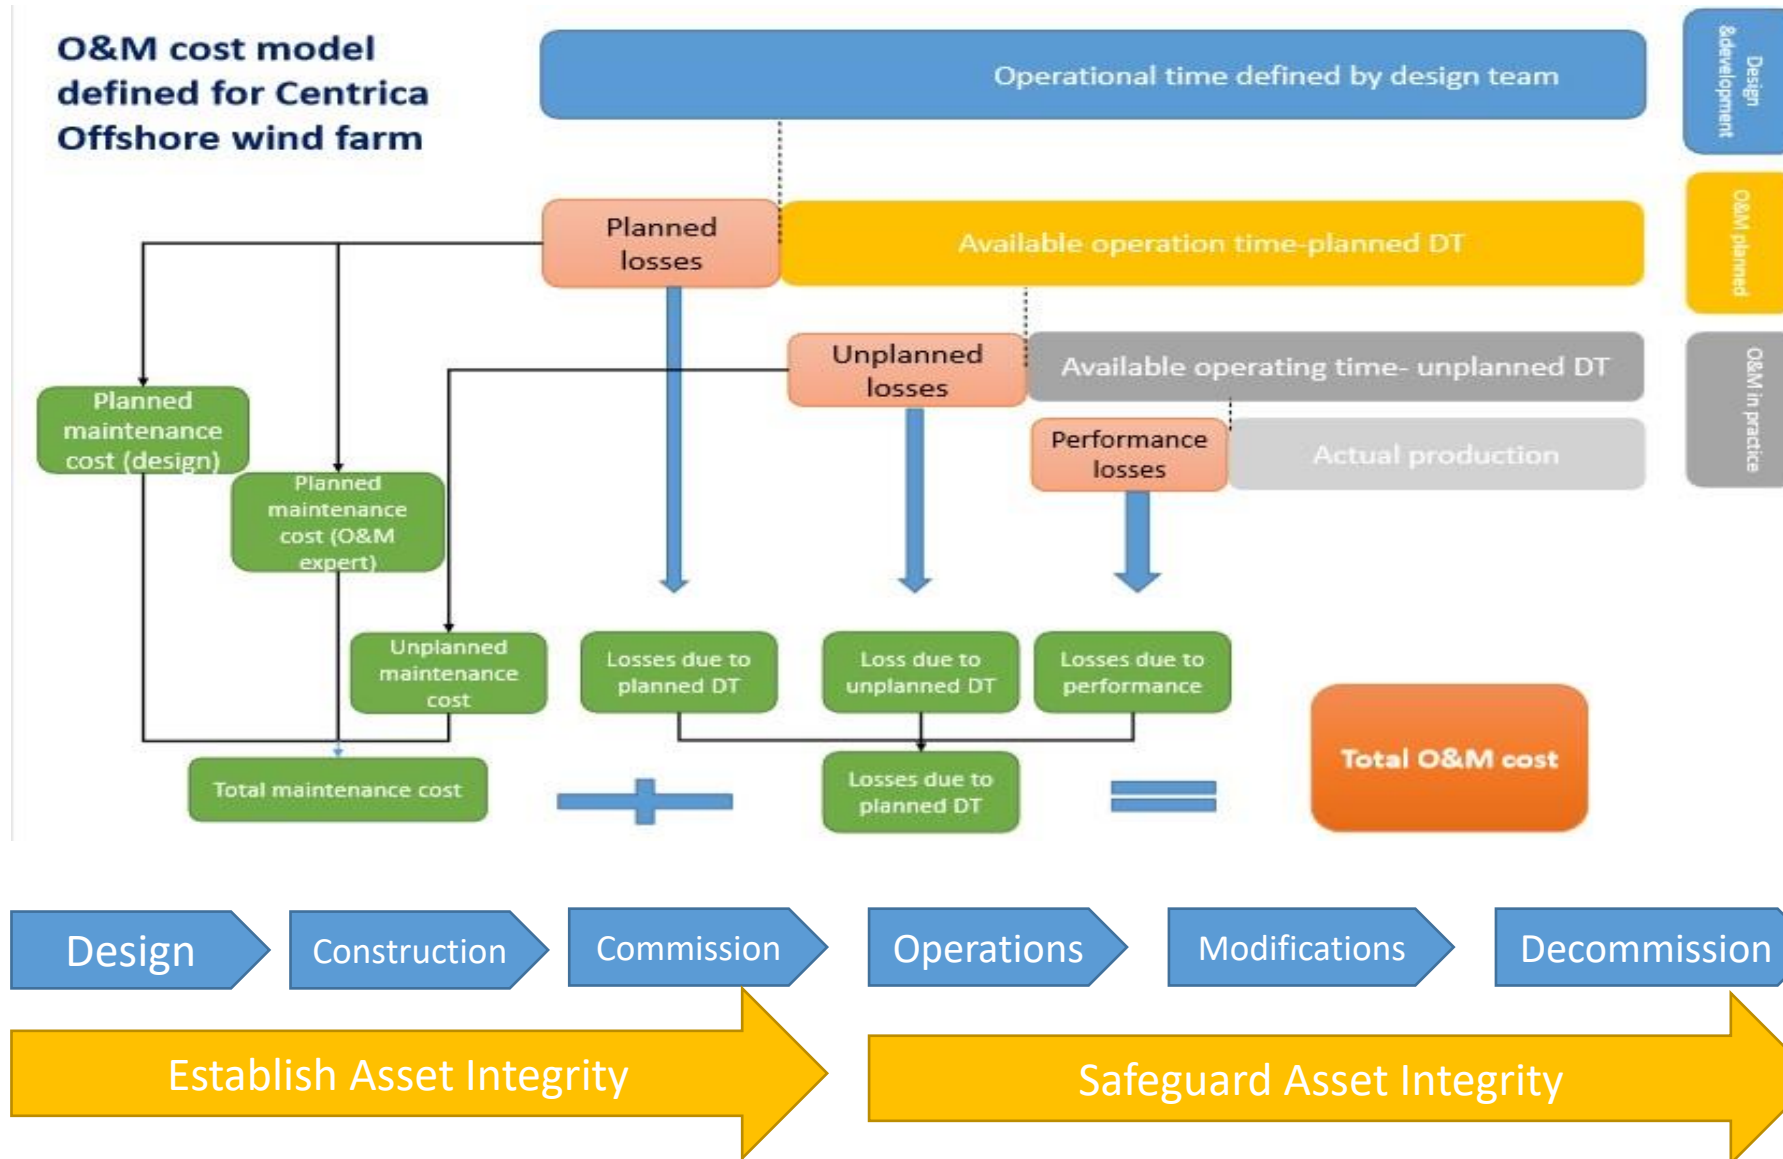 O&M cost model
defined for Centrica
Offshore wind farm
Operational time defined by design team
Design
&development
Planned
losses
Available operation time-planned DT
O&M planned
Unplanned
losses
Available operating time- unplanned DT
O&M in practice
Planned
maintenance
cost (design)
Performance
losses
Actual production
Planned
maintenance
cost (O&M
expert)
Unplanned
maintenance
cost
Losses due to
planned DT
Loss due to
unplanned DT
Losses due to
performance
Total maintenance cost
Losses due to
planned DT
Total O&M cost
Design
Construction
Commission
Operations
Modifications
Decommission
Establish Asset Integrity
Safeguard Asset Integrity